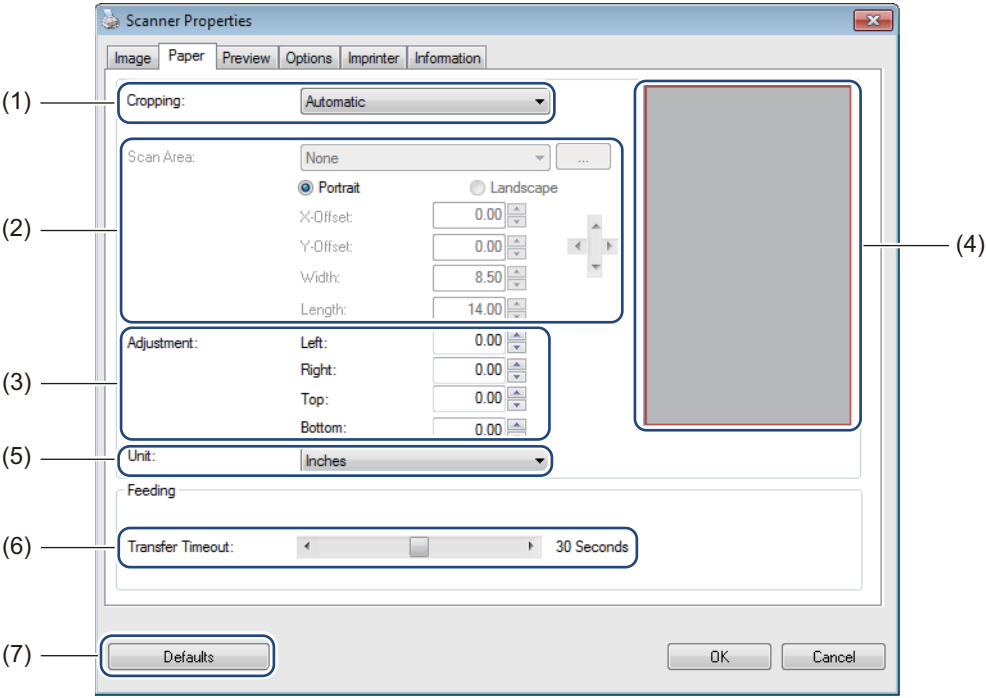 Scanner Properties
Image Paper Preview Options Imprinter Information
(1) Cropping: Automatic
(2) Scan Area: None ...
Portrait Landscape
X-Offset: 0.00
Y-Offset: 0.00
Width: 8.50
Length: 14.00
(3) Adjustment: Left: 0.00
Right: 0.00
Top: 0.00
Bottom: 0.00
(4)
(5) Unit: Inches
Feeding
(6) Transfer Timeout: 30 Seconds
(7) Defaults OK Cancel